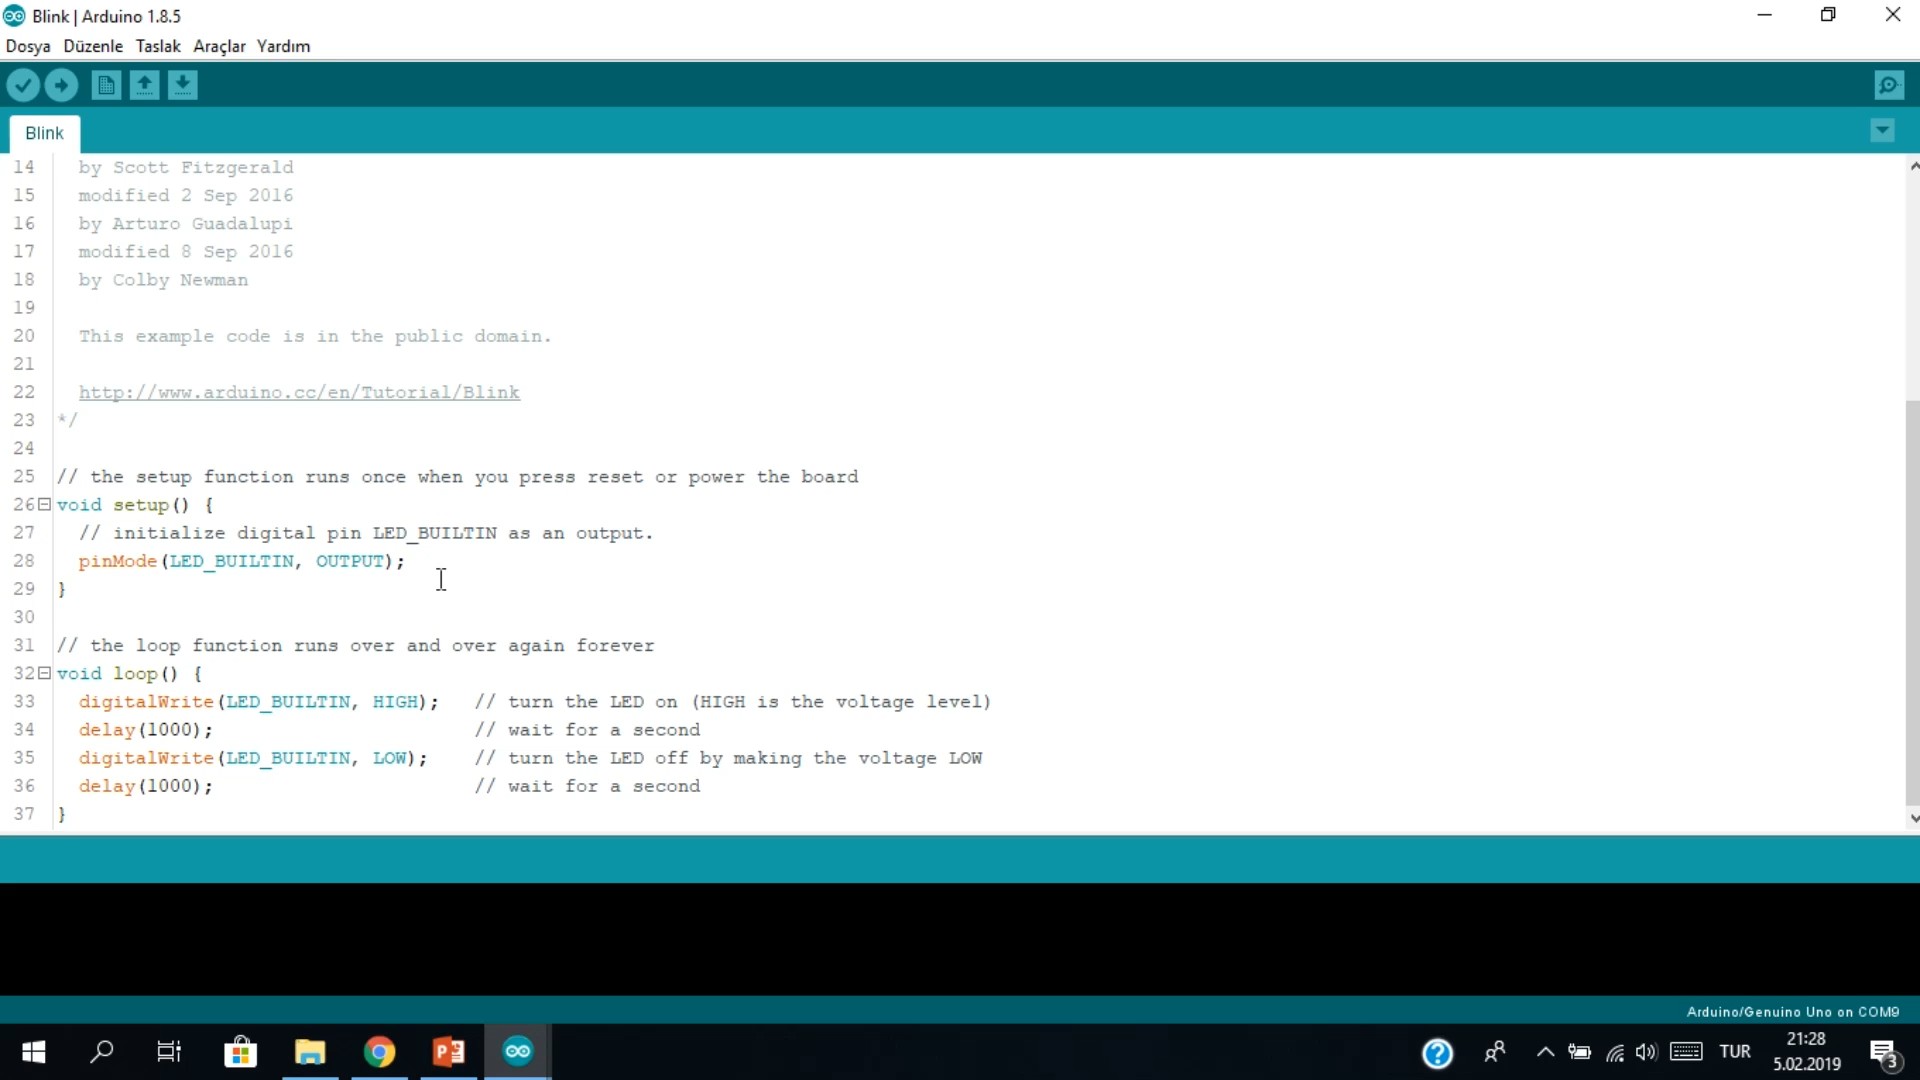 Blink | Arduino 1.8.5
Dosya Düzenle Taslak Araçlar Yardım
Blink
14 by Scott Fitzgerald
15 modified 2 Sep 2016
16 by Arturo Guadalupi
17 modified 8 Sep 2016
18 by Colby Newman
19
20 This example code is in the public domain.
21
22 http://www.arduino.cc/en/Tutorial/Blink
23 */
24
25 // the setup function runs once when you press reset or power the board
26 void setup() {
27 // initialize digital pin LED_BUILTIN as an output.
28 pinMode(LED_BUILTIN, OUTPUT);
29 }
30
31 // the loop function runs over and over again forever
32 void loop() {
33 digitalWrite(LED_BUILTIN, HIGH); // turn the LED on (HIGH is the voltage level)
34 delay(1000); // wait for a second
35 digitalWrite(LED_BUILTIN, LOW); // turn the LED off by making the voltage LOW
36 delay(1000); // wait for a second
37 }
Arduino/Genuino Uno on COM9
TUR
21:28
5.02.2019
3